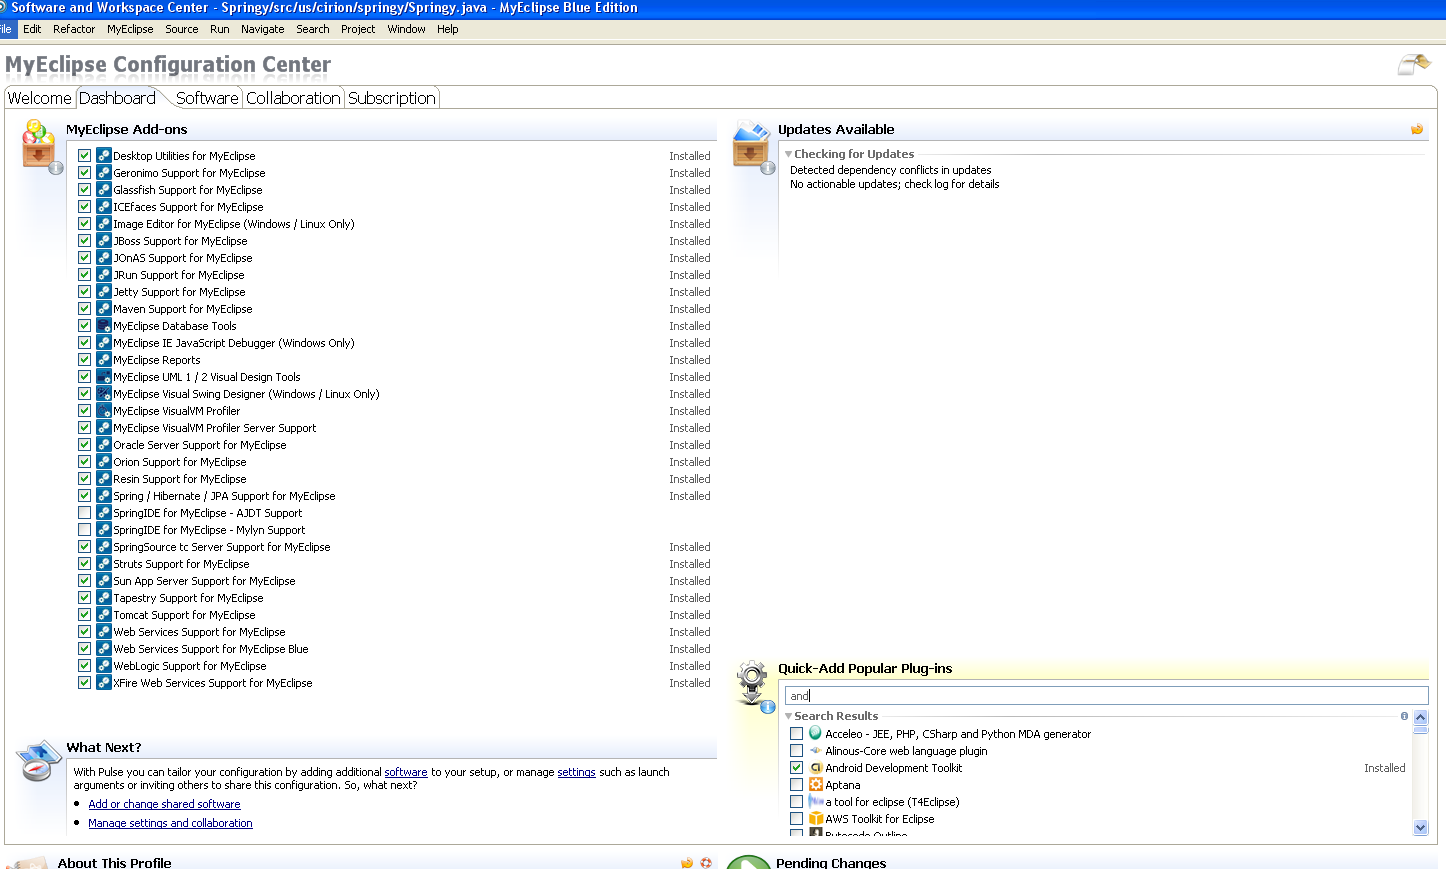 Software and Workspace Center - Springy/src/us/cirion/springy/Springy.java - MyEclipse Blue Edition
File Edit Refactor MyEclipse Source Run Navigate Search Project Window Help
MyEclipse Configuration Center
Welcome Dashboard Software Collaboration Subscription
MyEclipse Add-ons
Desktop Utilities for MyEclipse Installed
Geronimo Support for MyEclipse Installed
Glassfish Support for MyEclipse Installed
ICEfaces Support for MyEclipse Installed
Image Editor for MyEclipse (Windows / Linux Only) Installed
JBoss Support for MyEclipse Installed
JOnAS Support for MyEclipse Installed
JRun Support for MyEclipse Installed
Jetty Support for MyEclipse Installed
Maven Support for MyEclipse Installed
MyEclipse Database Tools Installed
MyEclipse IE JavaScript Debugger (Windows Only) Installed
MyEclipse Reports Installed
MyEclipse UML 1 / 2 Visual Design Tools Installed
MyEclipse Visual Swing Designer (Windows / Linux Only) Installed
MyEclipse VisualVM Profiler Installed
MyEclipse VisualVM Profiler Server Support Installed
Oracle Server Support for MyEclipse Installed
Orion Support for MyEclipse Installed
Resin Support for MyEclipse Installed
Spring / Hibernate / JPA Support for MyEclipse Installed
SpringIDE for MyEclipse - AJDT Support
SpringIDE for MyEclipse - Mylyn Support
SpringSource tc Server Support for MyEclipse Installed
Struts Support for MyEclipse Installed
Sun App Server Support for MyEclipse Installed
Tapestry Support for MyEclipse Installed
Tomcat Support for MyEclipse Installed
Web Services Support for MyEclipse Installed
Web Services Support for MyEclipse Blue Installed
WebLogic Support for MyEclipse Installed
XFire Web Services Support for MyEclipse Installed
What Next?
With Pulse you can tailor your configuration by adding additional software to your setup, or manage settings such as launch
arguments or inviting others to share this configuration. So, what next?
Add or change shared software
Manage settings and collaboration
About This Profile
Updates Available
Checking for Updates
Detected dependency conflicts in updates
No actionable updates; check log for details
Quick-Add Popular Plug-ins
and
Search Results
Acceleo - JEE, PHP, CSharp and Python MDA generator
Alinous-Core web language plugin
Android Development Toolkit Installed
Aptana
a tool for eclipse (T4Eclipse)
AWS Toolkit for Eclipse
Bytecode Outline
Pending Changes